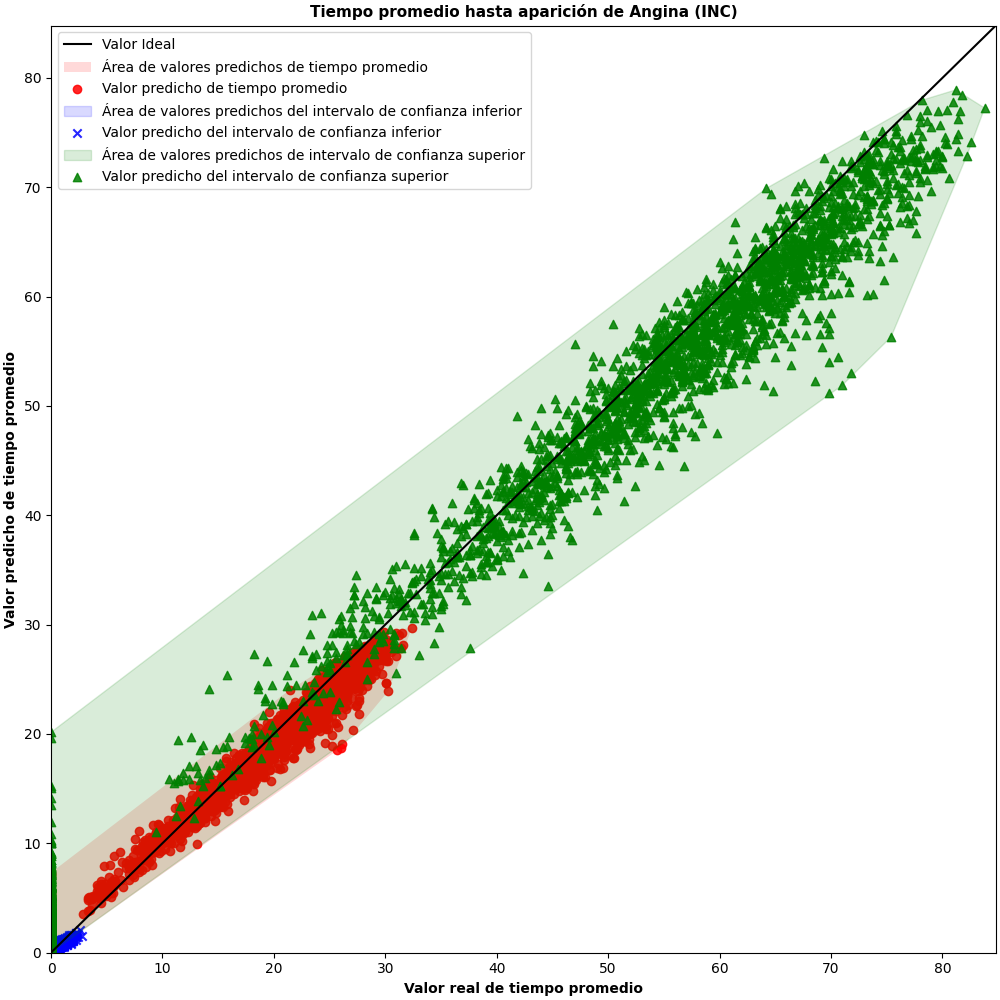 Tiempo promedio hasta aparición de Angina (INC)
Valor Ideal
Área de valores predichos de tiempo promedio
Valor predicho de tiempo promedio
Área de valores predichos del intervalo de confianza inferior
Valor predicho del intervalo de confianza inferior
Área de valores predichos de intervalo de confianza superior
Valor predicho del intervalo de confianza superior
Valor predicho de tiempo promedio
80
70
60
50
40
30
20
10
0
0 10 20 30 40 50 60 70 80
Valor real de tiempo promedio